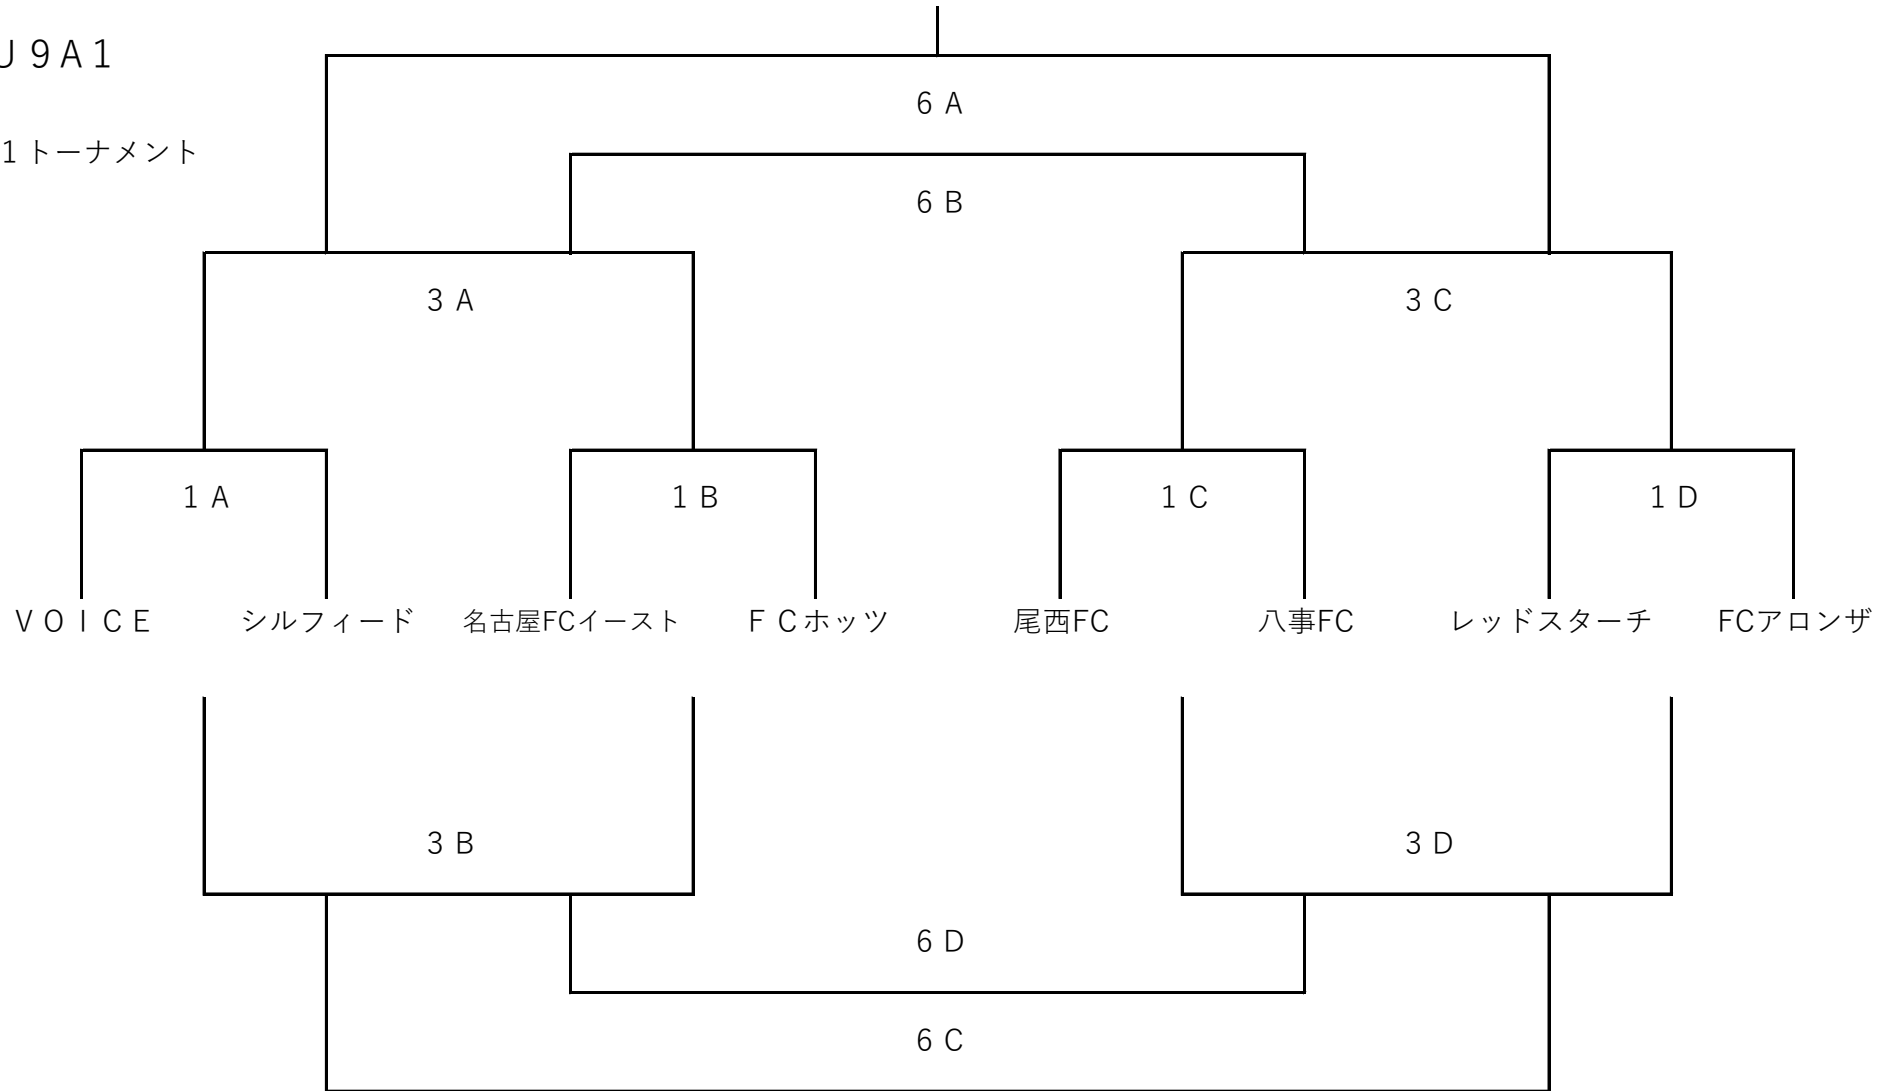 Ｕ９Ａ１
６Ａ
１トーナメント
６Ｂ
３Ａ
３Ｃ
１Ａ
１Ｂ
１Ｃ
１Ｄ
ＶＯＩＣＥ
シルフィード
名古屋FCイースト
ＦＣホッツ
尾西FC
八事FC
レッドスターチ
FCアロンザ
３Ｂ
３Ｄ
６Ｄ
６Ｃ